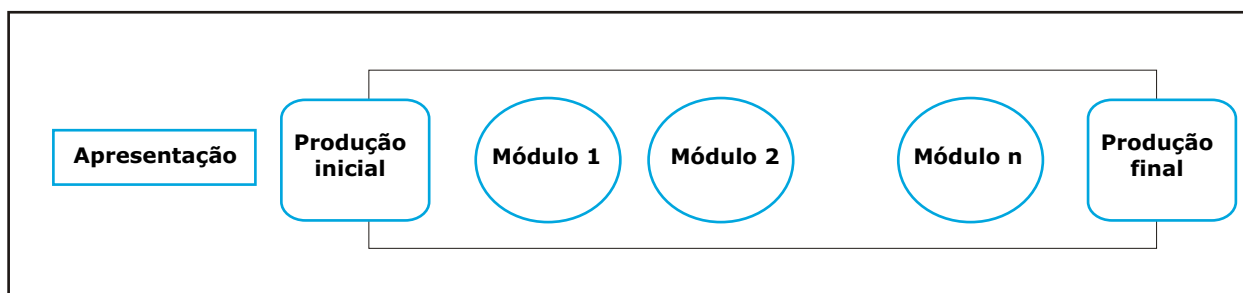 Apresentação
Produção
inicial
Módulo 1
Módulo 2
Módulo n
Produção
final